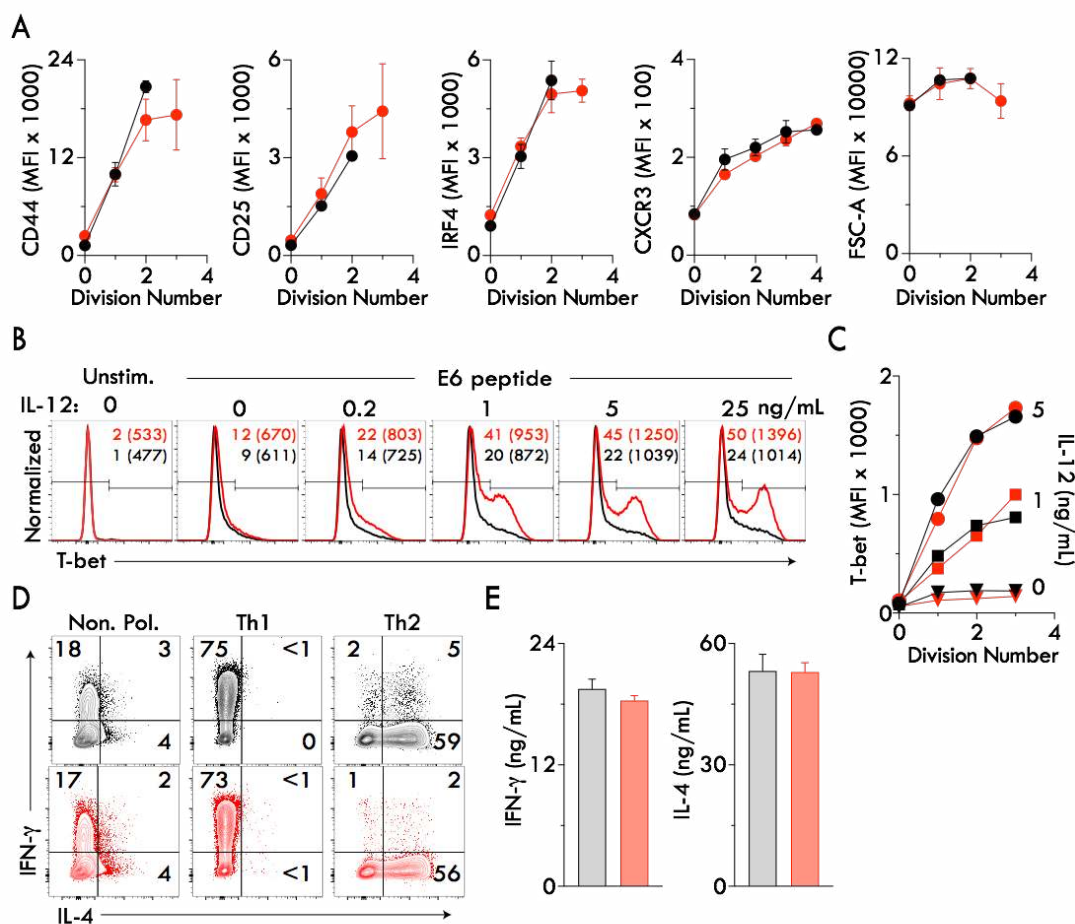 A
CD44 (MFI x 1000)
24
12
0
0 2 4
Division Number
CD25 (MFI x 1000)
6
3
0
0 2 4
Division Number
IRF4 (MFI x 1000)
6
3
0
0 2 4
Division Number
CXCR3 (MFI x 100)
4
2
0
0 2 4
Division Number
FSC-A (MFI x 10000)
12
6
0
0 2 4
Division Number
B
Unstim. E6 peptide
IL-12: 0 0 0.2 1 5 25 ng/mL
2 (533) 12 (670) 22 (803) 41 (953) 45 (1250) 50 (1396)
1 (477) 9 (611) 14 (725) 20 (872) 22 (1039) 24 (1014)
Normalized
T-bet
C
T-bet (MFI x 1000)
2
1
0
0 2 4
Division Number
5
1
0
IL-12 (ng/mL)
D
Non. Pol. Th1 Th2
18 3 75 <1 2 5
4 0 59
17 2 73 <1 1 2
4 <1 56
IFN-γ
IL-4
E
IFN-γ (ng/mL)
24
12
0
IL-4 (ng/mL)
60
30
0